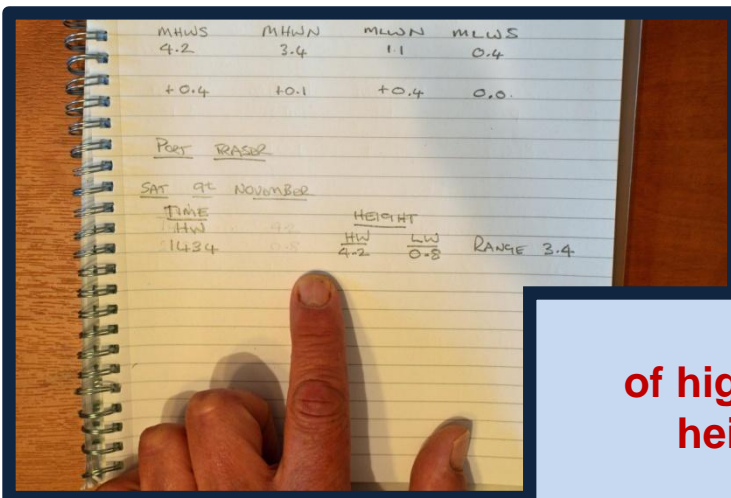 MHWS MHWN MLWN MLWS
4.2 3.4 1.1 0.4
+0.4 +0.1 +0.4 0.0
PORT FRASER
SAT 9th NOVEMBER
TIME HEIGHT
HW HW LW
1434 4.2 0.8 RANGE 3.4
of hig
hei